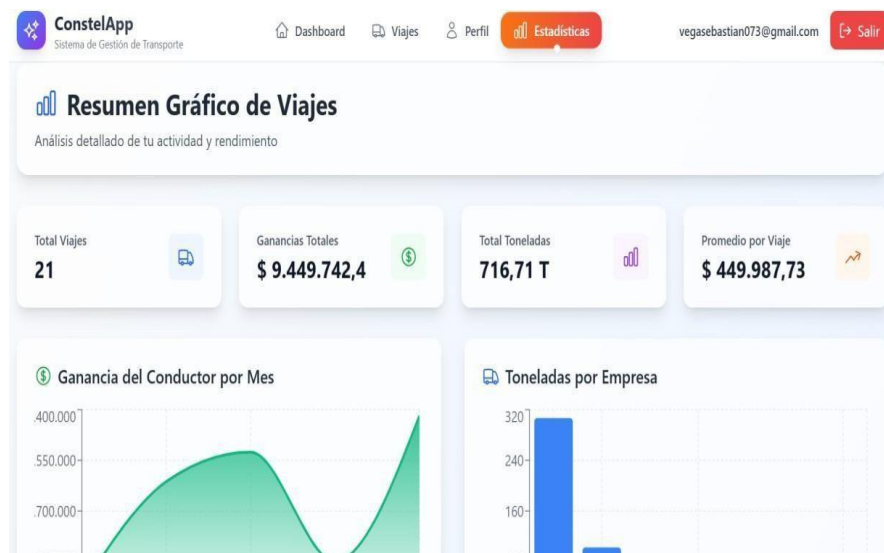 ConstelApp
Sistema de Gestión de Transporte
Dashboard
Viajes
Perfil
Estadísticas
vegasebastian073@gmail.com
Salir
Resumen Gráfico de Viajes
Análisis detallado de tu actividad y rendimiento
Total Viajes
21
Ganancias Totales
$ 9.449.742,4
Total Toneladas
716,71 T
Promedio por Viaje
$ 449.987,73
Ganancia del Conductor por Mes
400.000
550.000
700.000
Toneladas por Empresa
320
240
160